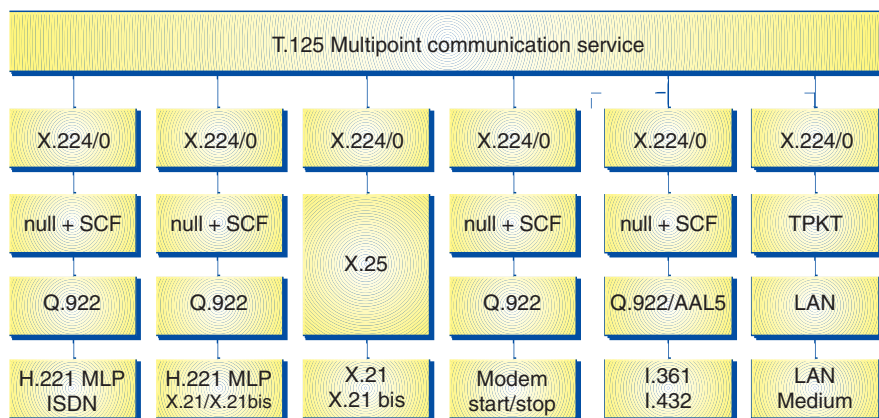 T.125 Multipoint communication service
X.224/0 X.224/0 X.224/0 X.224/0 X.224/0 X.224/0
null + SCF null + SCF X.25 null + SCF null + SCF TPKT
Q.922 Q.922 Q.922 Q.922/AAL5 LAN
H.221 MLP H.221 MLP X.21 Modem I.361 LAN
ISDN X.21/X.21bis X.21 bis start/stop I.432 Medium